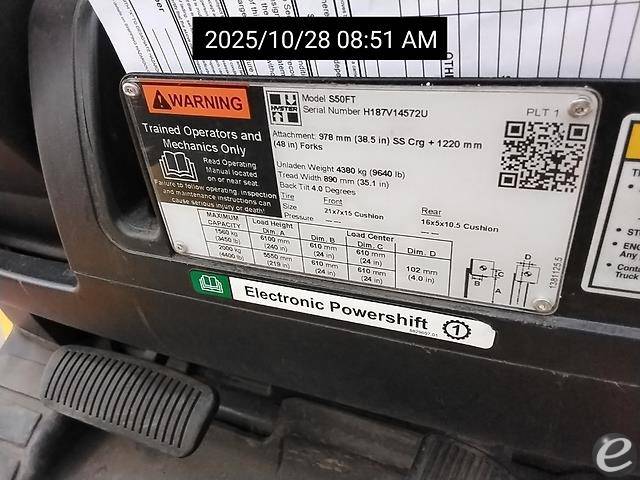 2025/10/28 08:51 AM
WARNING
Trained Operators and
Mechanics Only
Read Operating
Manual located
on or near seat.
Failure to follow operating, inspection
and maintenance instructions can
cause serious injury or death!
HYSTER
Model S50FT
Serial Number H187V14572U
PLT 1
Attachment: 978 mm (38.5 in) SS Crg + 1220 mm
(48 in) Forks
Unladen Weight 4380 kg (9640 lb)
Tread Width 890 mm (35.1 in)
Back Tilt 4.0 Degrees
Tire Front Rear
Size 21x7x15 Cushion 16x5x10.5 Cushion
Pressure -- --
MAXIMUM CAPACITY Load Height Dim. A Load Center Dim. B Dim. C Dim. D
1560 kg (3450 lb) 6100 mm (240 in) 610 mm (24 in) 610 mm (24 in)
2000 kg (4400 lb) 5550 mm (219 in) 610 mm (24 in) 610 mm (24 in) 102 mm (4.0 in)
D
C
B
A
Electronic Powershift
1
e